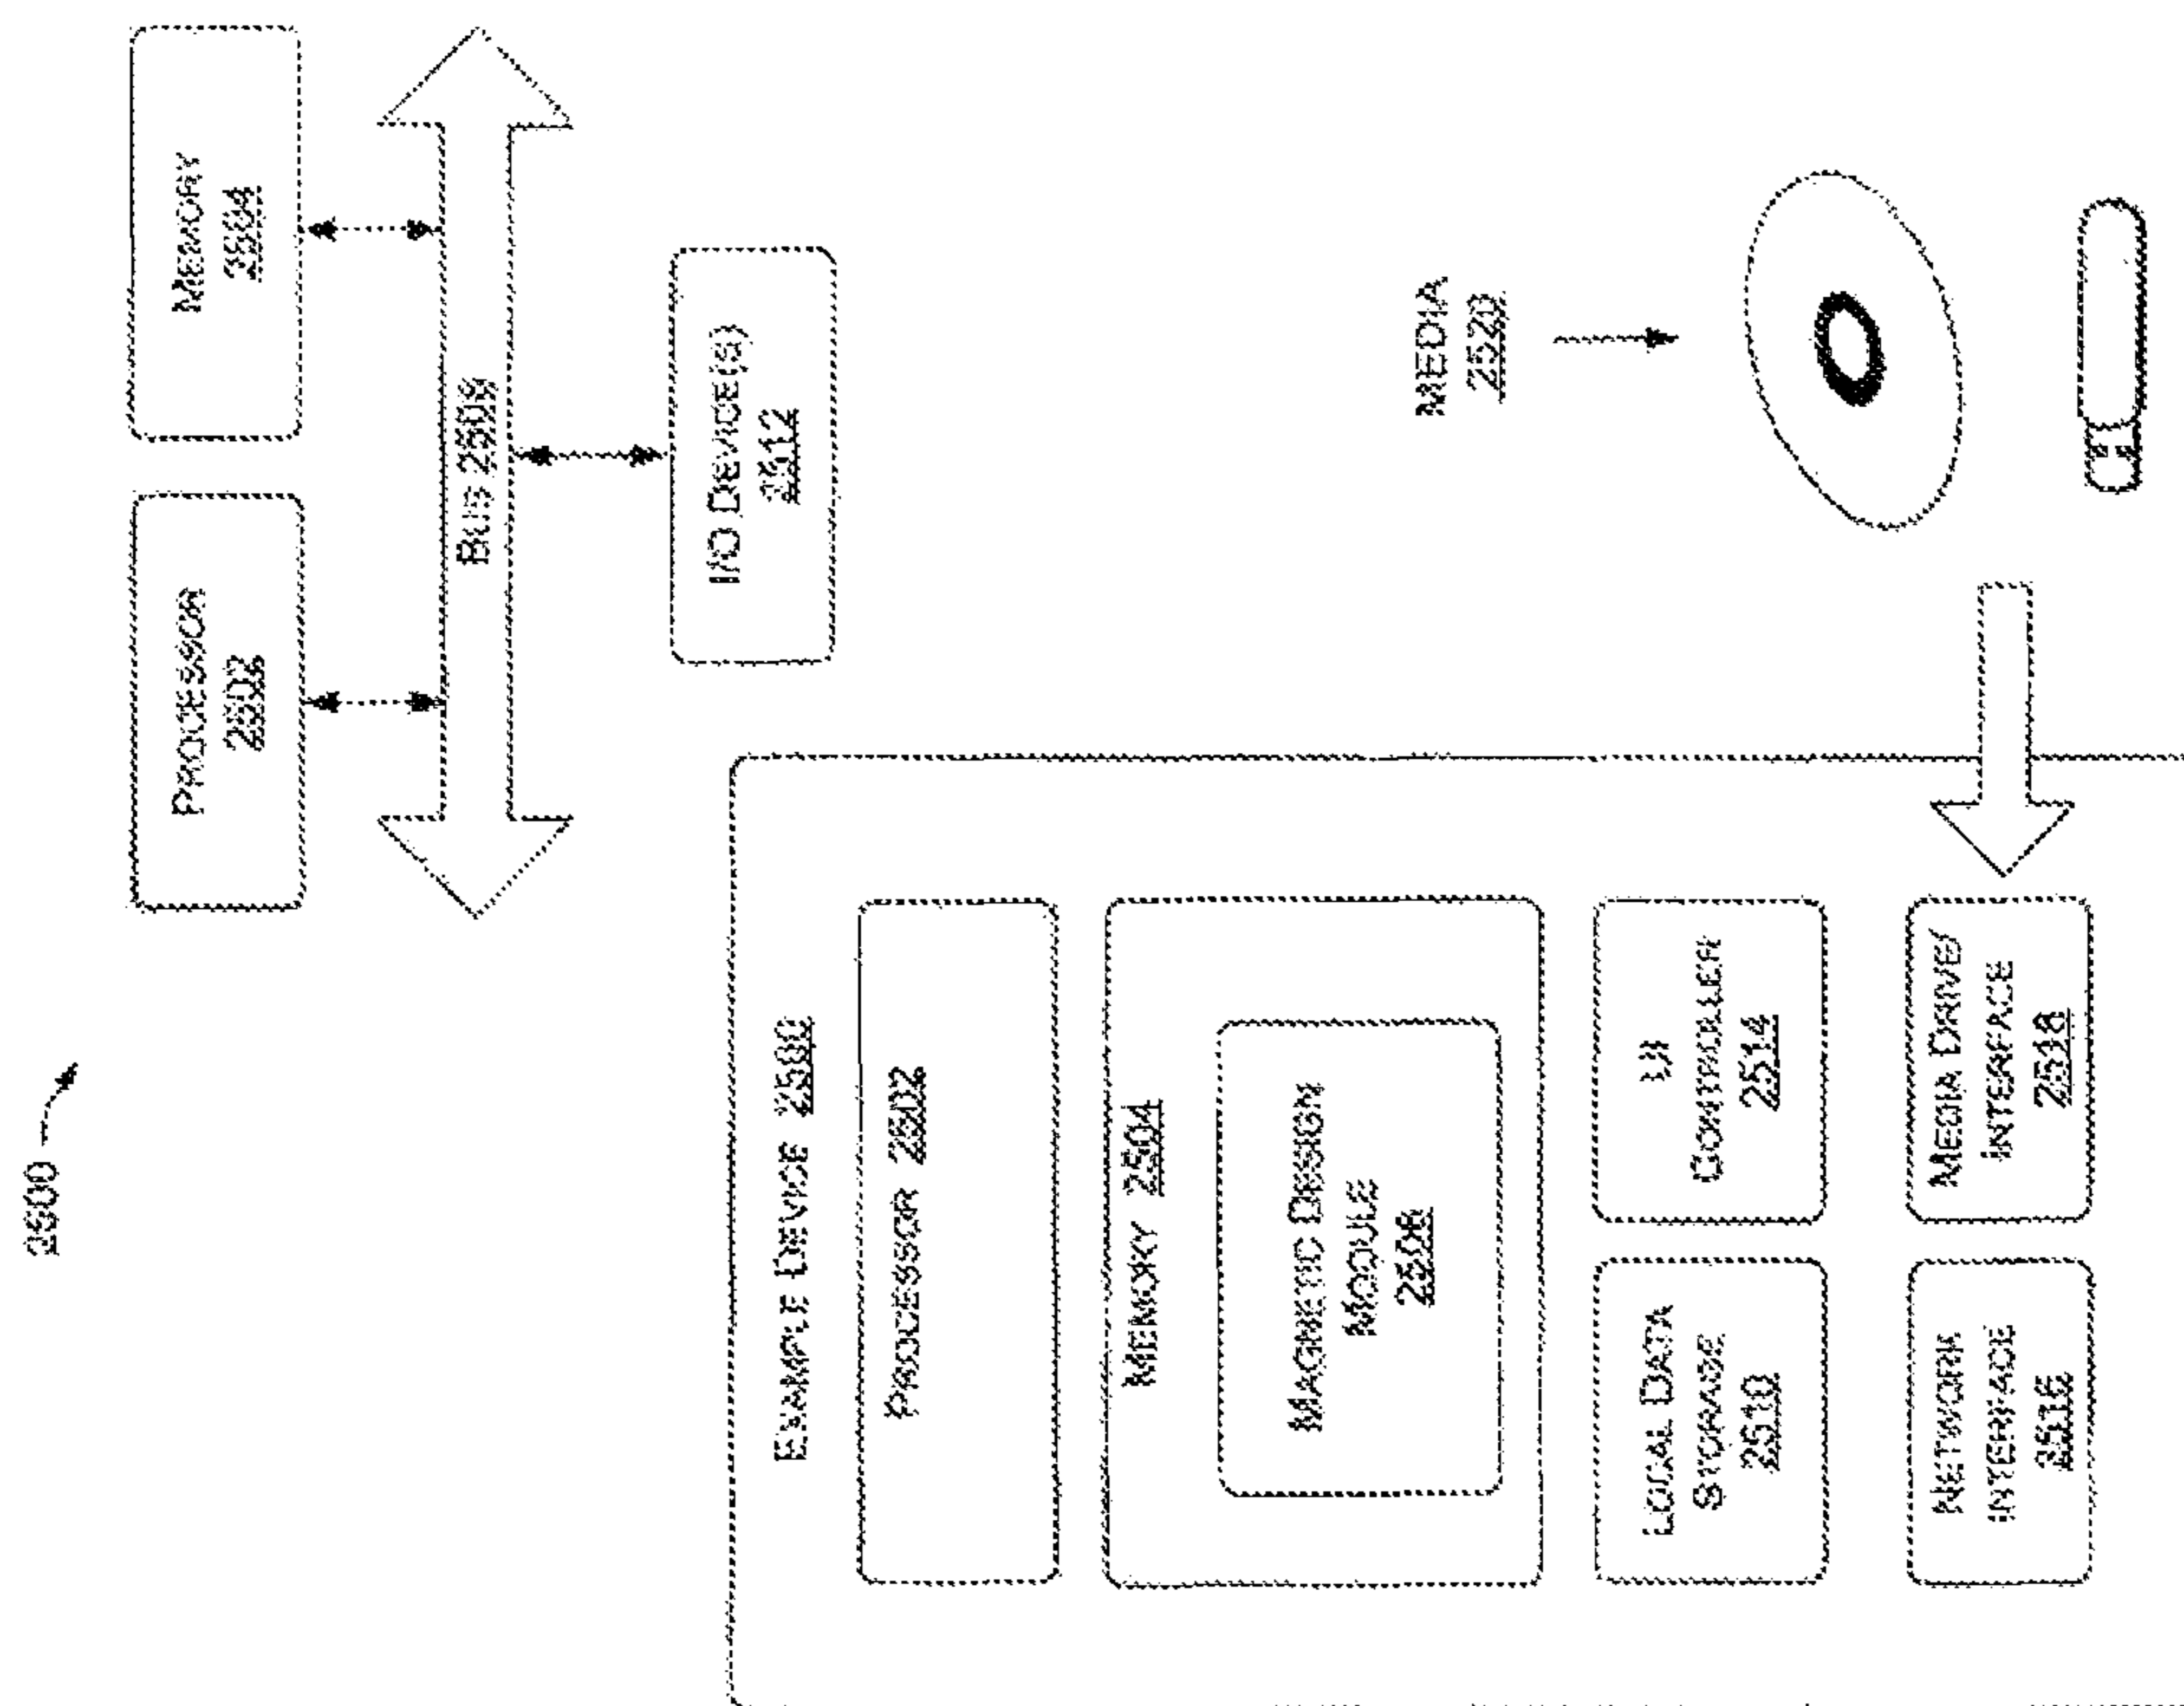 2500
PROCESSOR
2502
MEMORY
2504
BUS 2506
I/O DEVICE(S)
2512
EXAMPLE DEVICE 2500
PROCESSOR 2502
MEMORY 2504
MAGNETIC DESIGN
MODULE
2508
LOCAL DATA
STORAGE
2510
UI
CONTROLLER
2514
NETWORK
INTERFACE
2516
MEDIA DRIVE/
INTERFACE
2518
MEDIA
2520